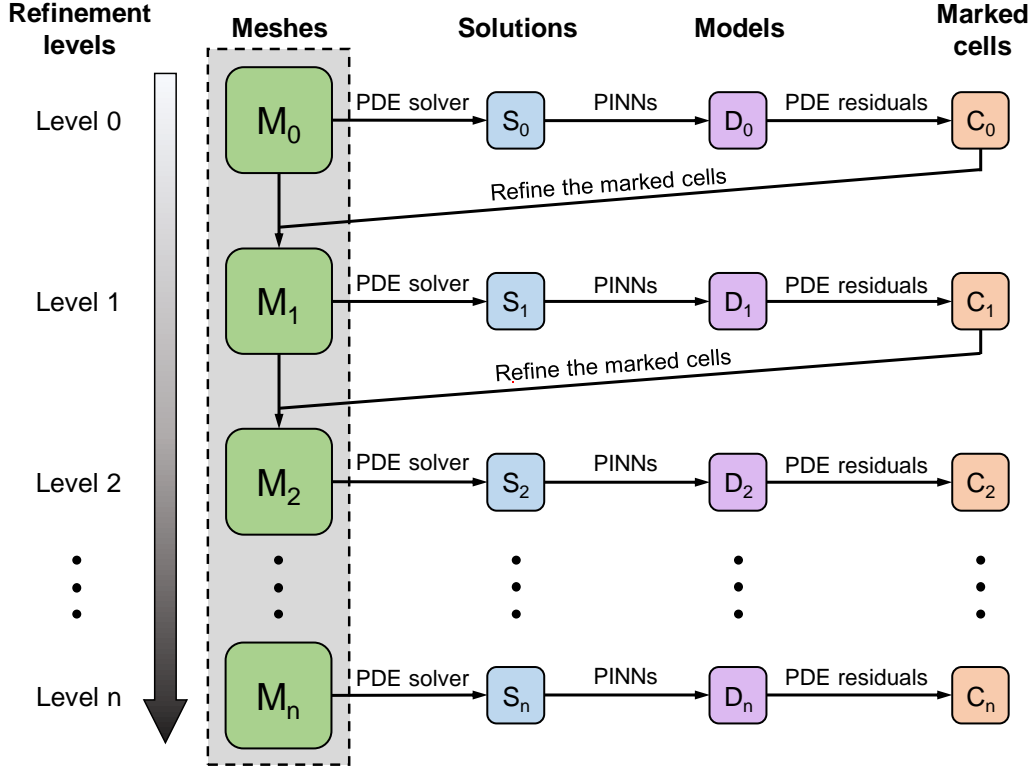 Refinement levels
Meshes
Solutions
Models
Marked cells
Level 0
M₀
PDE solver
S₀
PINNs
D₀
PDE residuals
C₀
Refine the marked cells
Level 1
M₁
PDE solver
S₁
PINNs
D₁
PDE residuals
C₁
Refine the marked cells
Level 2
M₂
PDE solver
S₂
PINNs
D₂
PDE residuals
C₂
Level n
Mₙ
PDE solver
Sₙ
PINNs
Dₙ
PDE residuals
Cₙ